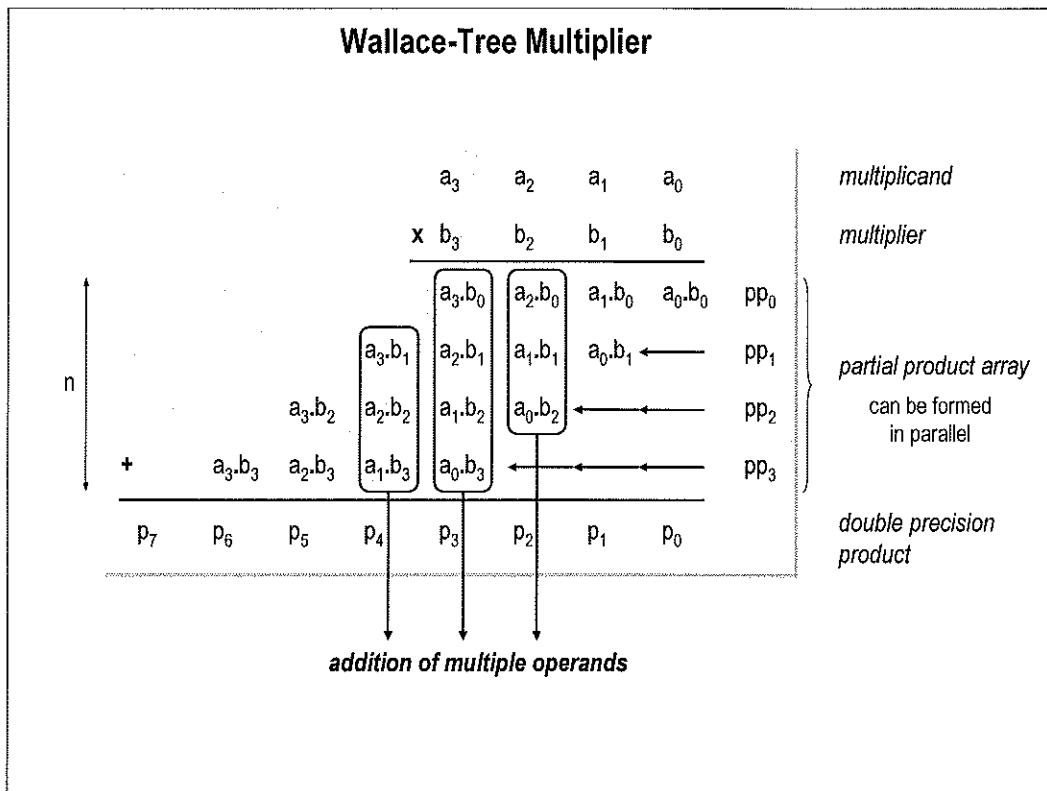 Wallace-Tree Multiplier
a₃ a₂ a₁ a₀ multiplicand
x b₃ b₂ b₁ b₀ multiplier
a₃.b₀ a₂.b₀ a₁.b₀ a₀.b₀ pp₀
a₃.b₁ a₂.b₁ a₁.b₁ a₀.b₁ pp₁
partial product array
n
a₃.b₂ a₂.b₂ a₁.b₂ a₀.b₂ pp₂
can be formed
in parallel
+ a₃.b₃ a₂.b₃ a₁.b₃ a₀.b₃ pp₃
p₇ p₆ p₅ p₄ p₃ p₂ p₁ p₀
double precision
product
addition of multiple operands